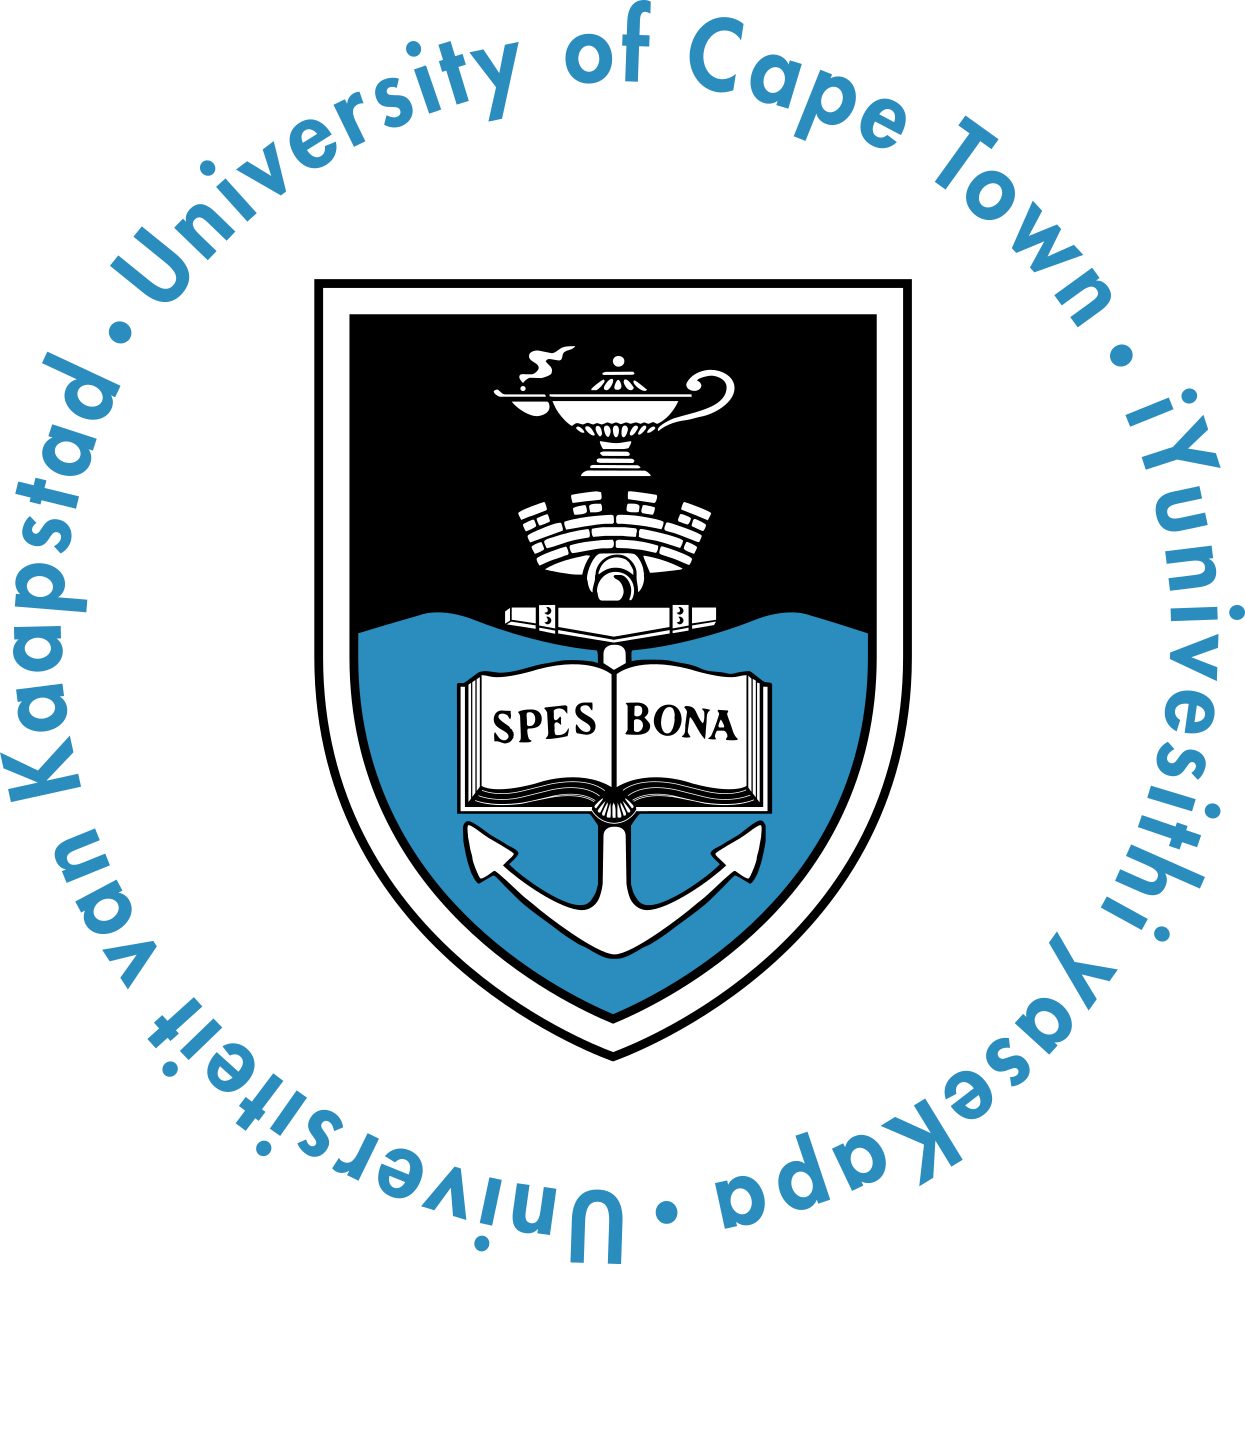 University of Cape Town • iYunivesithi yaseKapa • Universiteit van Kaapstad •
SPES BONA